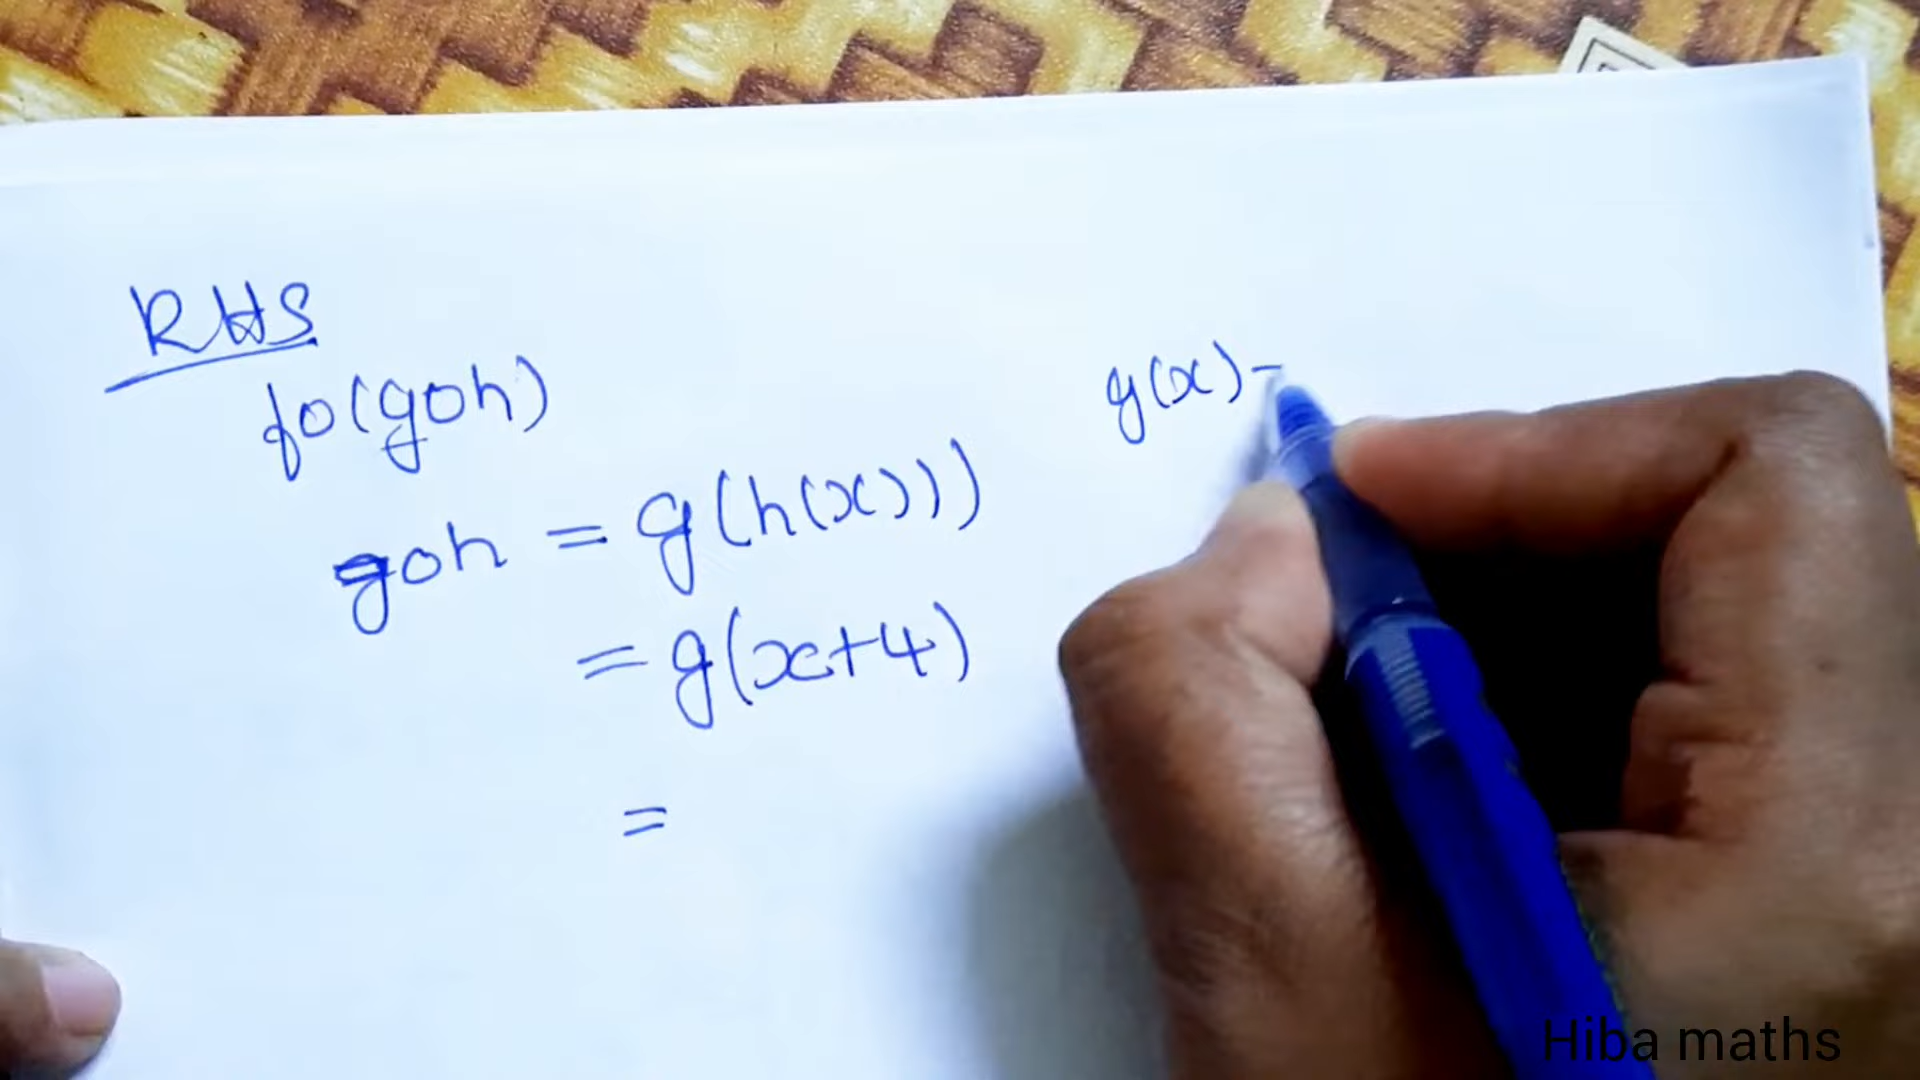 RHS
fo(goh)
goh = g(h(x)))
= g(x+4)
=
g(x) -
Hiba maths